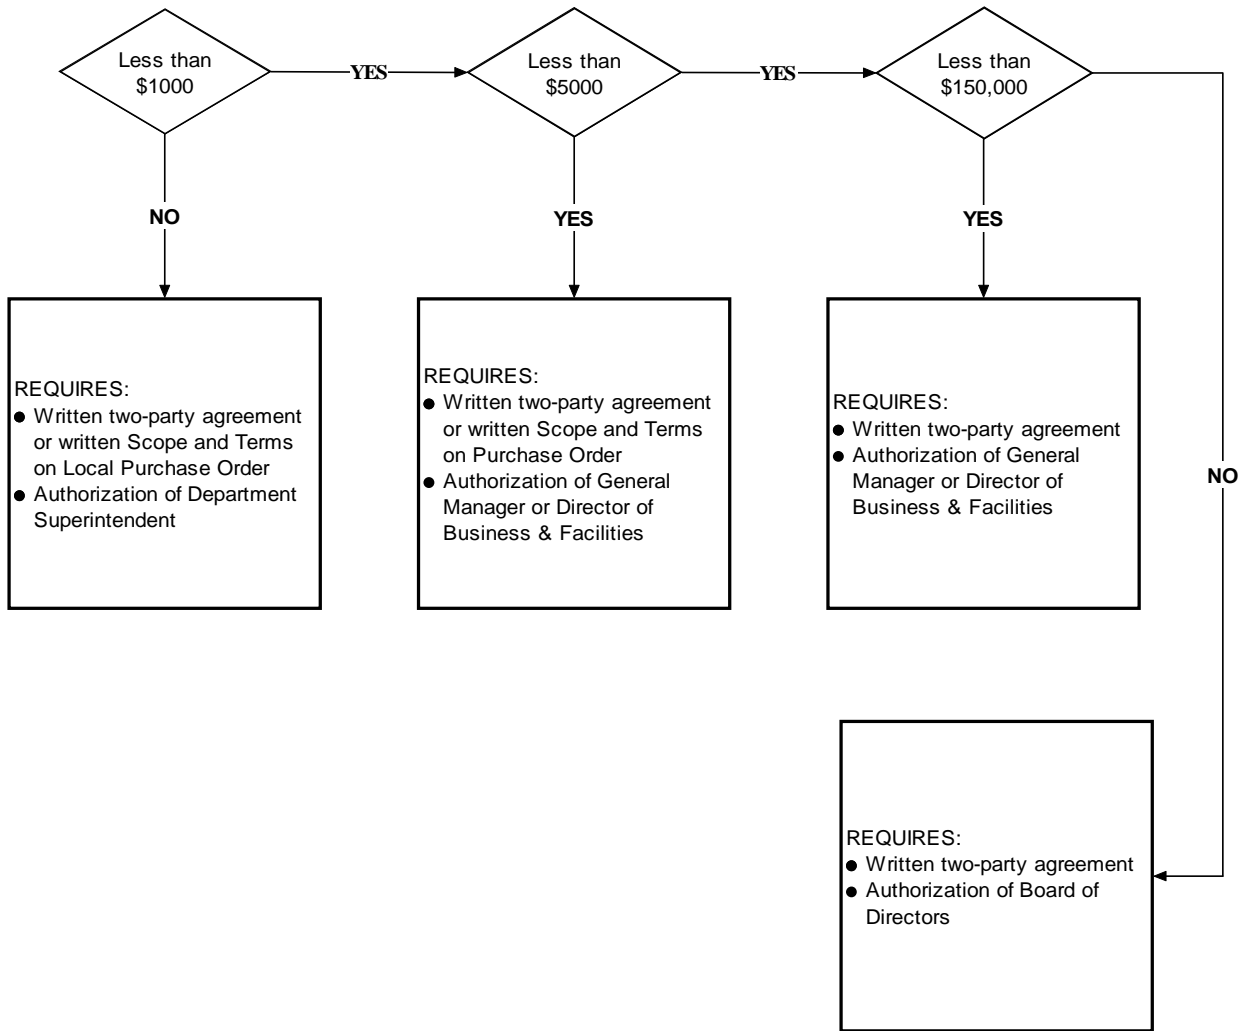 Less than
$1000
YES
Less than
$5000
YES
Less than
$150,000
NO
YES
YES
NO
REQUIRES:
● Written two-party agreement
or written Scope and Terms
on Local Purchase Order
● Authorization of Department
Superintendent
REQUIRES:
● Written two-party agreement
or written Scope and Terms
on Purchase Order
● Authorization of General
Manager or Director of
Business & Facilities
REQUIRES:
● Written two-party agreement
● Authorization of General
Manager or Director of
Business & Facilities
REQUIRES:
● Written two-party agreement
● Authorization of Board of
Directors